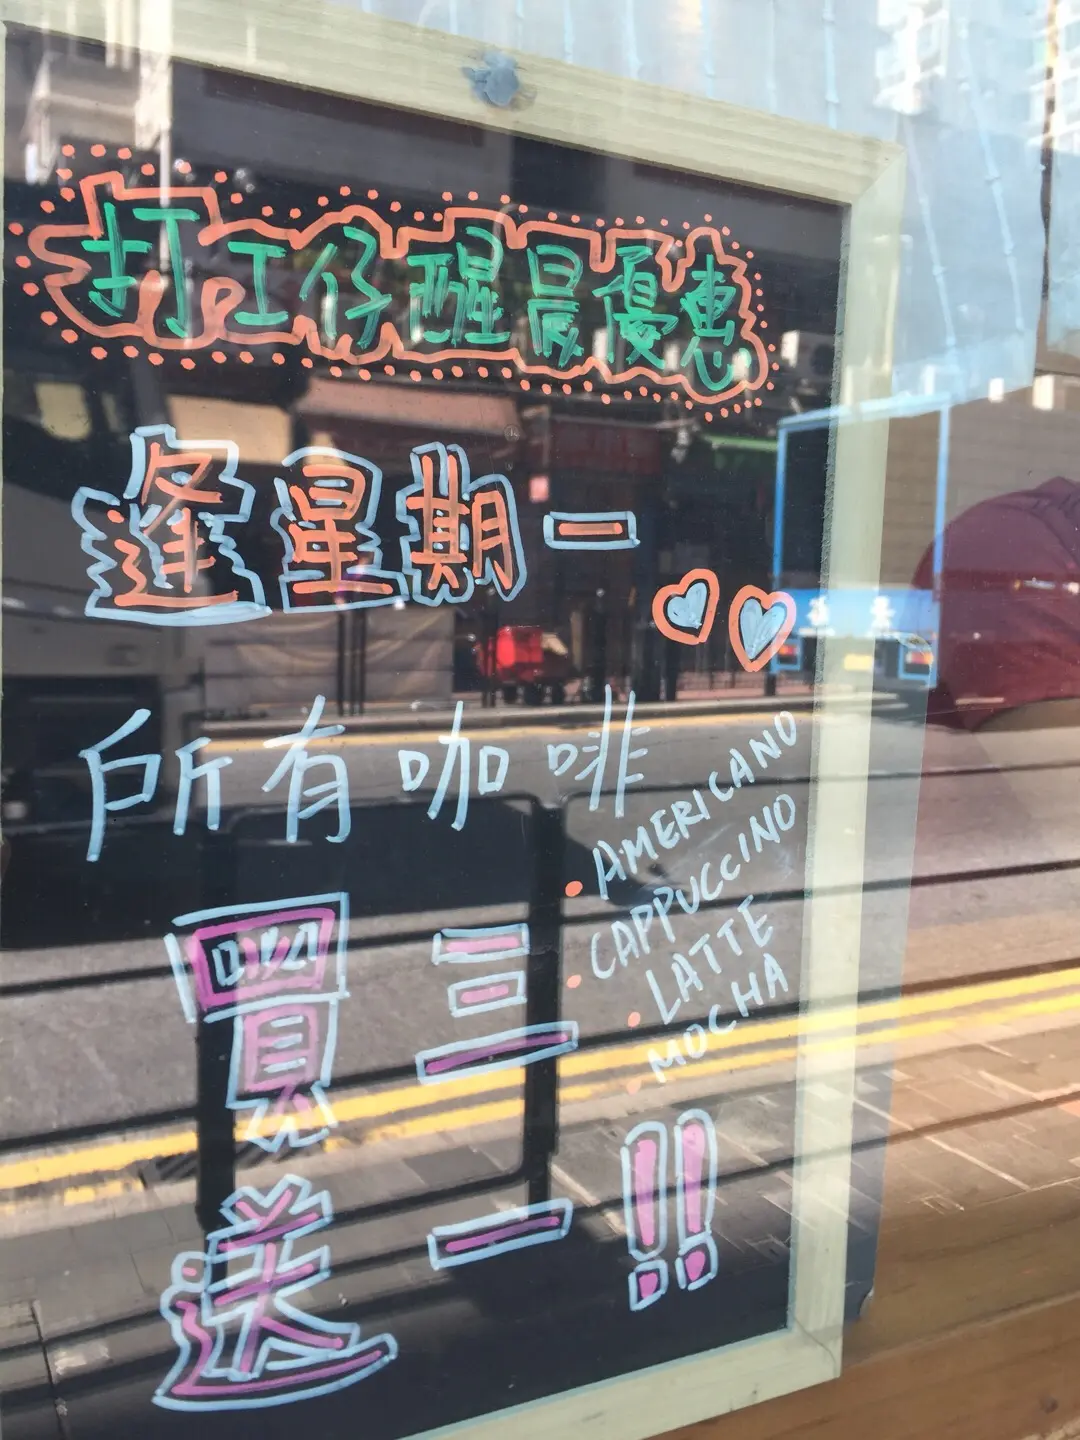 打工仔醒晨優惠
逢星期一
所有咖啡
• AMERICANO
• CAPPUCCINO
• LATTE
• MOCHA
買三
送一!!